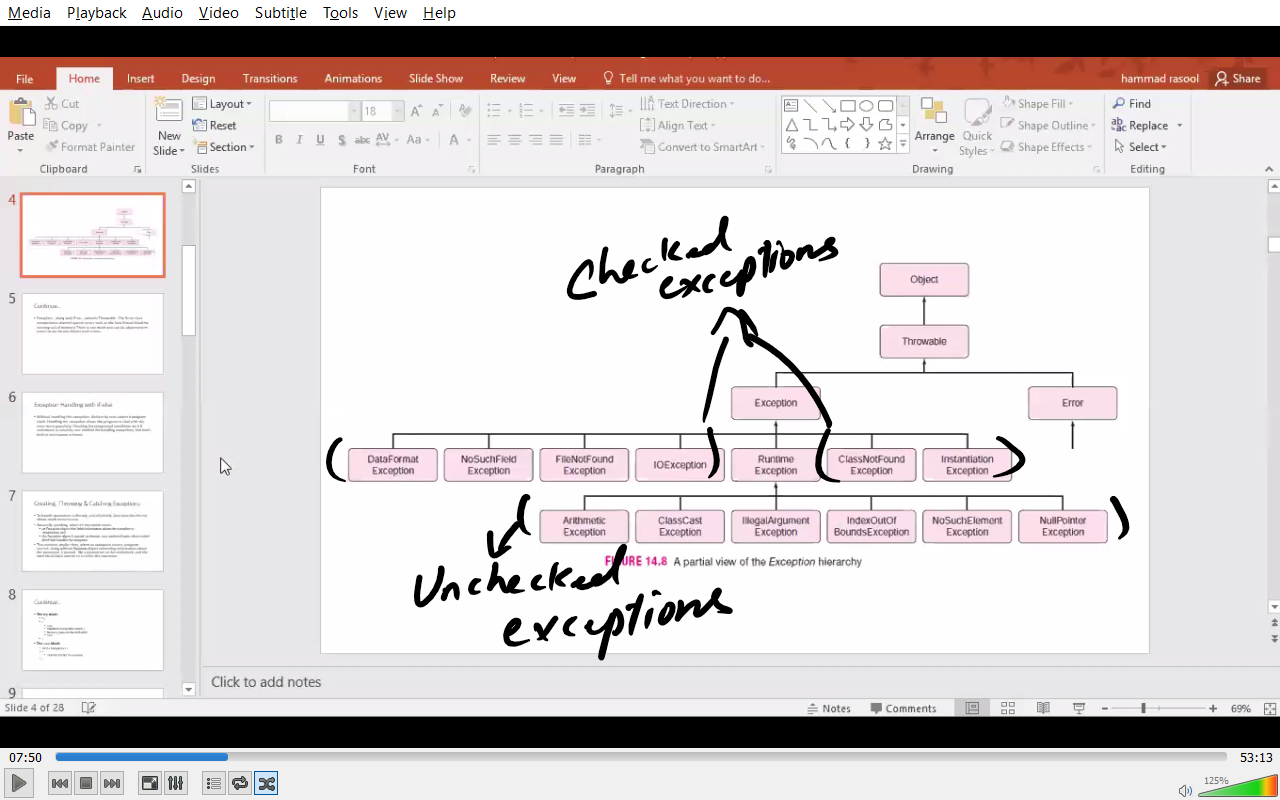 Media Playback Audio Video Subtitle Tools View Help
File Home Insert Design Transitions Animations Slide Show Review View Tell me what you want to do... hammad rasool Share
Paste
Cut
Copy
Format Painter
Clipboard
New
Slide
Layout
Reset
Section
Slides
18
B I U S abc AV Aa A
Font
Text Direction
Align Text
Convert to SmartArt
Paragraph
Arrange
Quick
Styles
Shape Fill
Shape Outline
Shape Effects
Drawing
Find
Replace
Select
Editing
4
5
Continue...
6
Exception Handling with if-else
7
Creating, Throwing & Catching Exceptions
8
Continue...
9
Checked
exceptions
Object
Throwable
Exception
Error
DataFormat
Exception
NoSuchField
Exception
FileNotFound
Exception
IOException
Runtime
Exception
ClassNotFound
Exception
Instantiation
Exception
Arithmetic
Exception
ClassCast
Exception
IllegalArgument
Exception
IndexOutOf
BoundsException
NoSuchElement
Exception
NullPointer
Exception
FIGURE 14.8 A partial view of the Exception hierarchy
Unchecked
exceptions
Click to add notes
Slide 4 of 28 Notes Comments 69%
07:50 53:13
125%